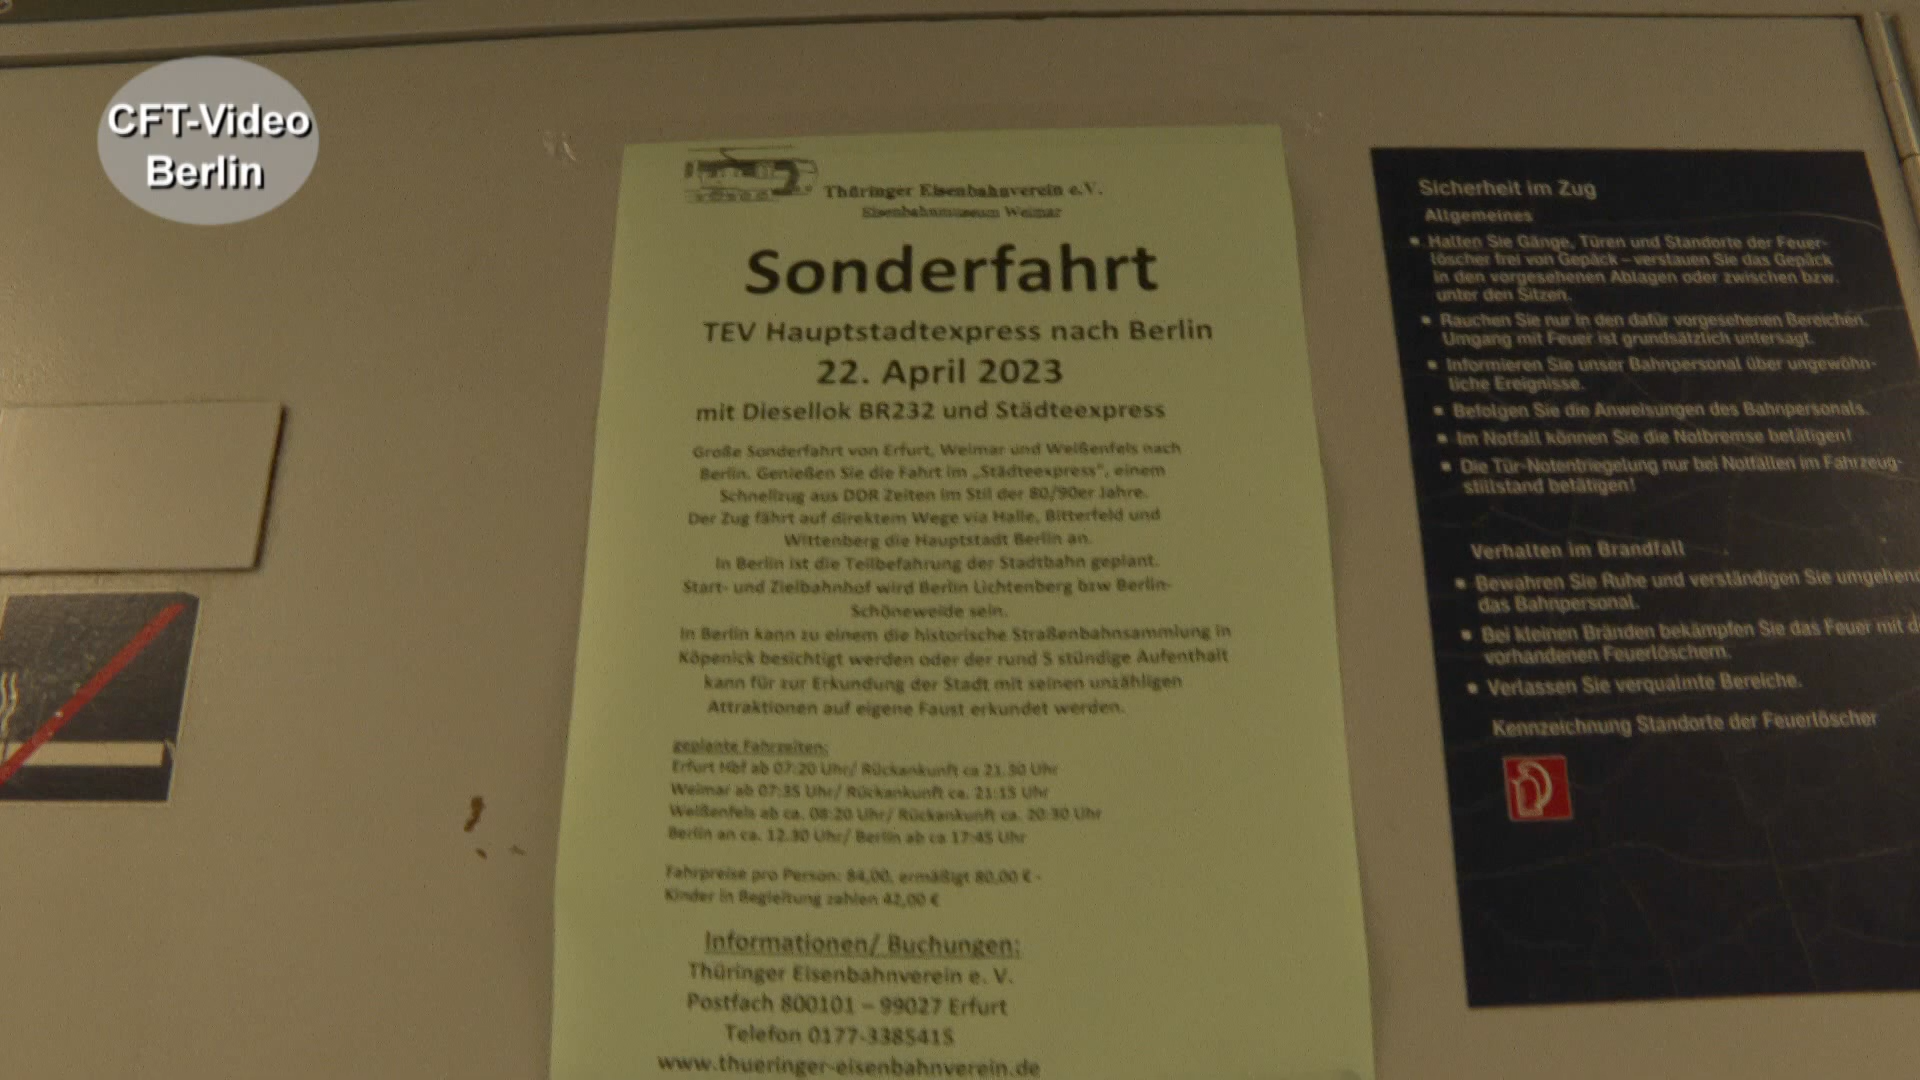 CFT-Video
Berlin
Thüringer Eisenbahnverein e.V.
Eisenbahnmuseum Weimar
Sonderfahrt
TEV Hauptstadtexpress nach Berlin
22. April 2023
mit Diesellok BR232 und Städteexpress
Große Sonderfahrt von Erfurt, Weimar und Weißenfels nach
Berlin. Genießen Sie die Fahrt im „Städteexpress“, einem
Schnellzug aus DDR Zeiten im Stil der 80/90er Jahre.
Der Zug fährt auf direktem Wege via Halle, Bitterfeld und
Wittenberg die Hauptstadt Berlin an.
In Berlin ist die Teilbefahrung der Stadtbahn geplant.
Start- und Zielbahnhof wird Berlin Lichtenberg bzw Berlin-
Schöneweide sein.
In Berlin kann zu einem die historische Straßenbahnsammlung in
Köpenick besichtigt werden oder der rund 5 stündige Aufenthalt
kann für zur Erkundung der Stadt mit seinen unzähligen
Attraktionen auf eigene Faust erkundet werden.
geplante Fahrzeiten:
Erfurt Hbf ab 07:20 Uhr/ Rückankunft ca 21.30 Uhr
Weimar ab 07:35 Uhr/ Rückankunft ca. 21:15 Uhr
Weißenfels ab ca. 08:20 Uhr/ Rückankunft ca. 20:30 Uhr
Berlin an ca. 12.30 Uhr/ Berlin ab ca 17:45 Uhr
Fahrpreise pro Person: 84,00, ermäßigt 80,00 € -
Kinder in Begleitung zahlen 42,00 €
Informationen/ Buchungen:
Thüringer Eisenbahnverein e. V.
Postfach 800101 – 99027 Erfurt
Telefon 0177-3385415
www.thueringer-eisenbahnverein.de
Sicherheit im Zug
Allgemeines
• Halten Sie Gänge, Türen und Standorte der Feuer-
löscher frei von Gepäck – verstauen Sie das Gepäck
in den vorgesehenen Ablagen oder zwischen bzw.
unter den Sitzen.
• Rauchen Sie nur in den dafür vorgesehenen Bereichen.
Umgang mit Feuer ist grundsätzlich untersagt.
• Informieren Sie unser Bahnpersonal über ungewöhn-
liche Ereignisse.
• Befolgen Sie die Anweisungen des Bahnpersonals.
• Im Notfall können Sie die Notbremse betätigen!
• Die Tür-Notentriegelung nur bei Notfällen im Fahrzeug-
stillstand betätigen!
Verhalten im Brandfall
• Bewahren Sie Ruhe und verständigen Sie umgehend
das Bahnpersonal.
• Bei kleinen Bränden bekämpfen Sie das Feuer mit d
vorhandenen Feuerlöschern.
• Verlassen Sie verqualmte Bereiche.
Kennzeichnung Standorte der Feuerlöscher